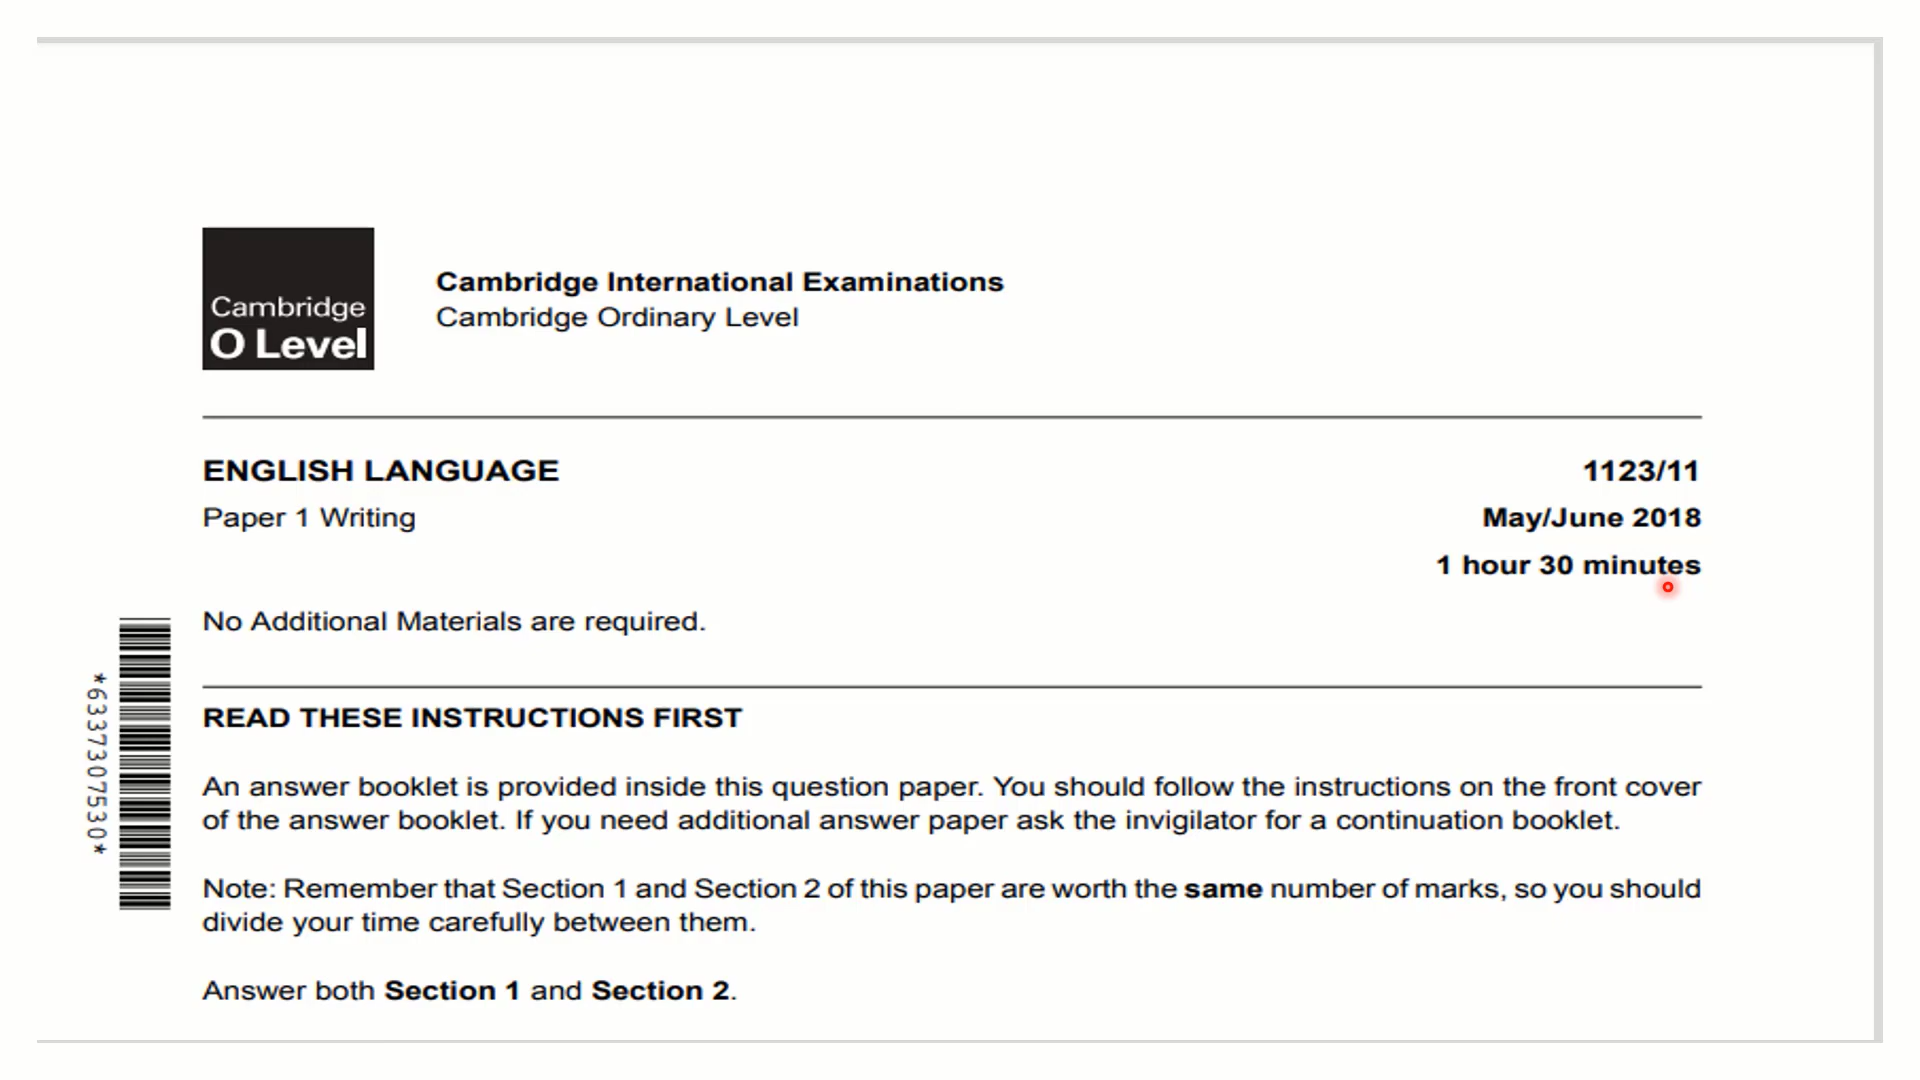 Cambridge
O Level
Cambridge International Examinations
Cambridge Ordinary Level
ENGLISH LANGUAGE
1123/11
Paper 1 Writing
May/June 2018
1 hour 30 minutes
No Additional Materials are required.
*6337307530*
READ THESE INSTRUCTIONS FIRST
An answer booklet is provided inside this question paper. You should follow the instructions on the front cover
of the answer booklet. If you need additional answer paper ask the invigilator for a continuation booklet.
Note: Remember that Section 1 and Section 2 of this paper are worth the same number of marks, so you should
divide your time carefully between them.
Answer both Section 1 and Section 2.